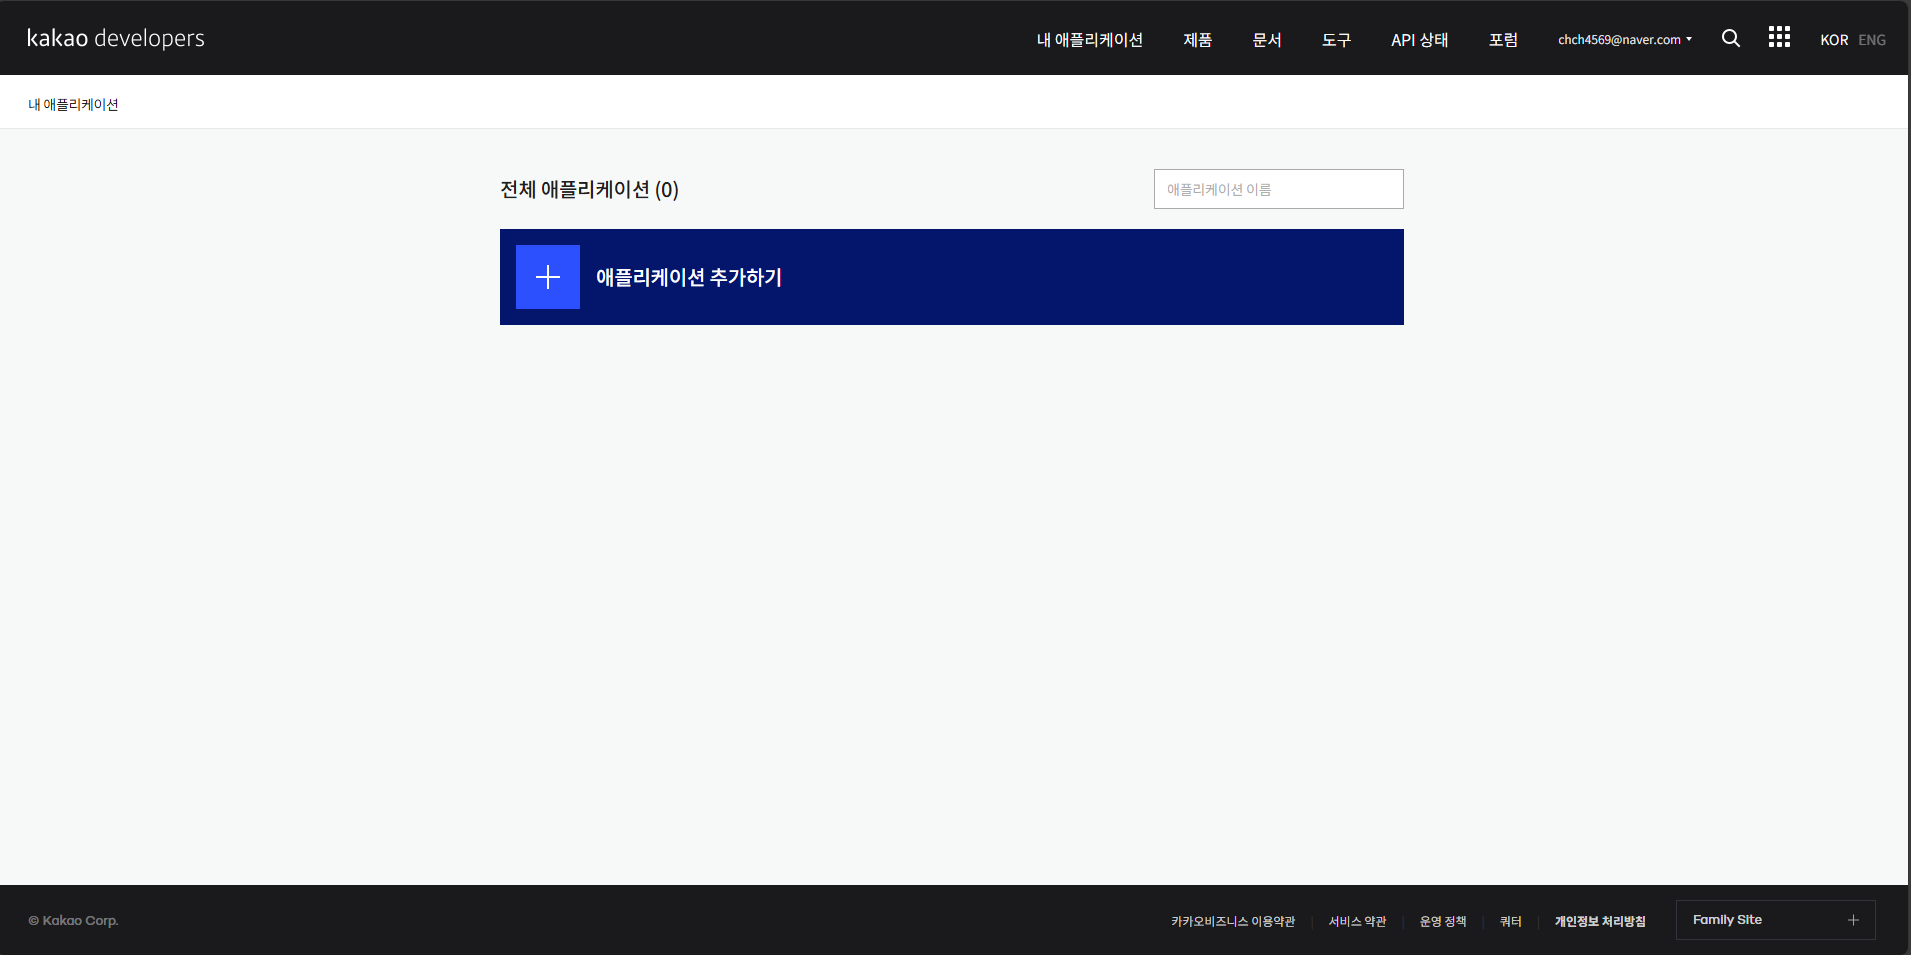 kakao developers
내 애플리케이션 제품 문서 도구 API 상태 포럼 chch4569@naver.com KOR ENG
내 애플리케이션
전체 애플리케이션 (0)
애플리케이션 이름
애플리케이션 추가하기
© Kakao Corp.
카카오비즈니스 이용약관 서비스 약관 운영 정책 쿼터 개인정보 처리방침 Family Site